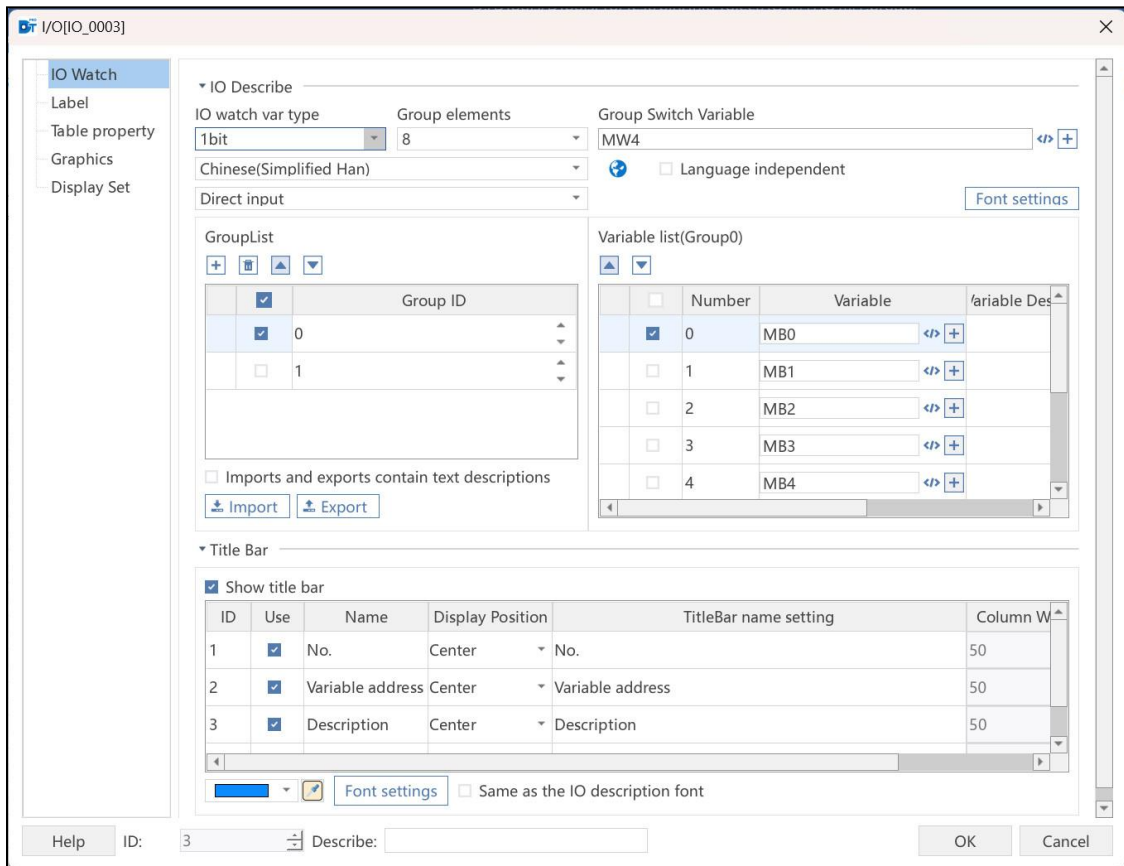 DT I/O[IO_0003]
IO Watch
Label
Table property
Graphics
Display Set
IO Describe
IO watch var type Group elements Group Switch Variable
1bit 8 MW4
Chinese(Simplified Han) Language independent
Direct input Font settings
GroupList
Group ID
0
1
Imports and exports contain text descriptions
Import Export
Variable list(Group0)
Number Variable Variable Des
0 MB0
1 MB1
2 MB2
3 MB3
4 MB4
Title Bar
Show title bar
ID Use Name Display Position TitleBar name setting Column W
1 No. Center No. 50
2 Variable address Center Variable address 50
3 Description Center Description 50
Font settings Same as the IO description font
Help ID: 3 Describe: OK Cancel